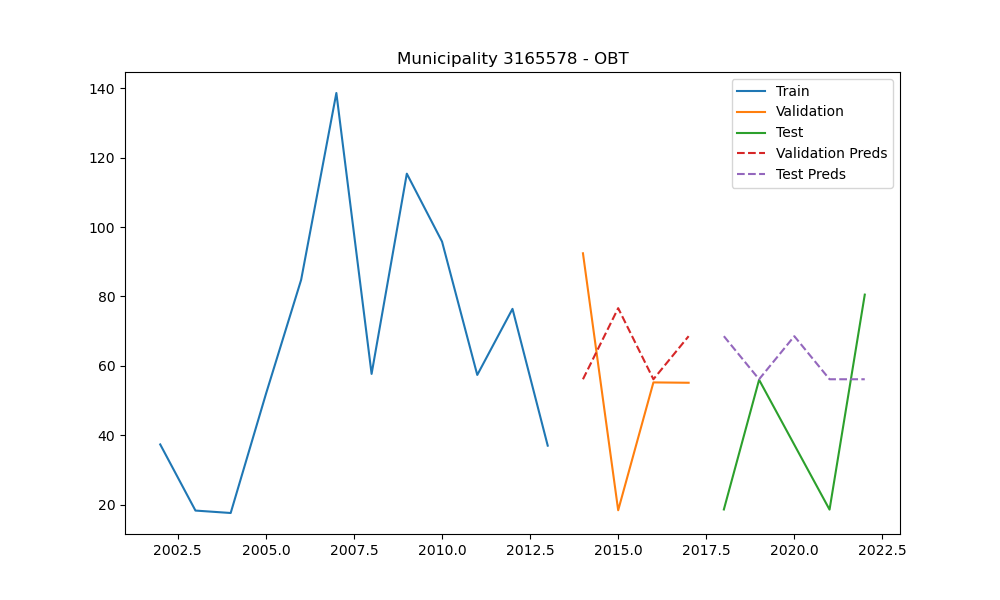 Municipality 3165578 - OBT
Train
Validation
Test
Validation Preds
Test Preds
140
120
100
80
60
40
20
2002.5 2005.0 2007.5 2010.0 2012.5 2015.0 2017.5 2020.0 2022.5